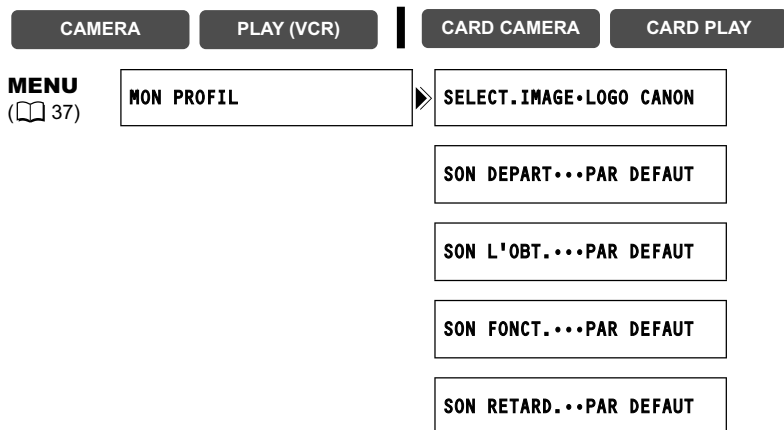 CAMERA PLAY (VCR) CARD CAMERA CARD PLAY
MENU
(37)
MON PROFIL
SELECT.IMAGE•LOGO CANON
SON DEPART•••PAR DEFAUT
SON L'OBT.•••PAR DEFAUT
SON FONCT.•••PAR DEFAUT
SON RETARD.••PAR DEFAUT